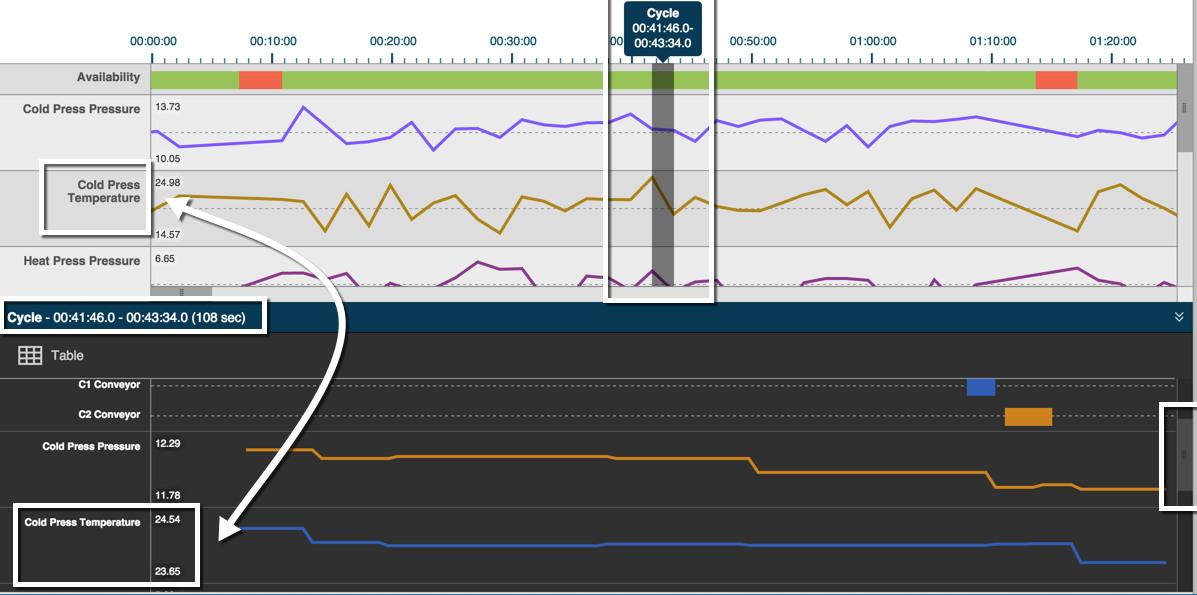 Cycle
00:41:46.0-
00:43:34.0
00:00:00 00:10:00 00:20:00 00:30:00 00 00:50:00 01:00:00 01:10:00 01:20:00
Availability
Cold Press Pressure 13.73
10.05
Cold Press
Temperature
24.98
14.57
Heat Press Pressure 6.65
Cycle - 00:41:46.0 - 00:43:34.0 (108 sec)
Table
C1 Conveyor
C2 Conveyor
Cold Press Pressure 12.29
11.78
Cold Press Temperature 24.54
23.65